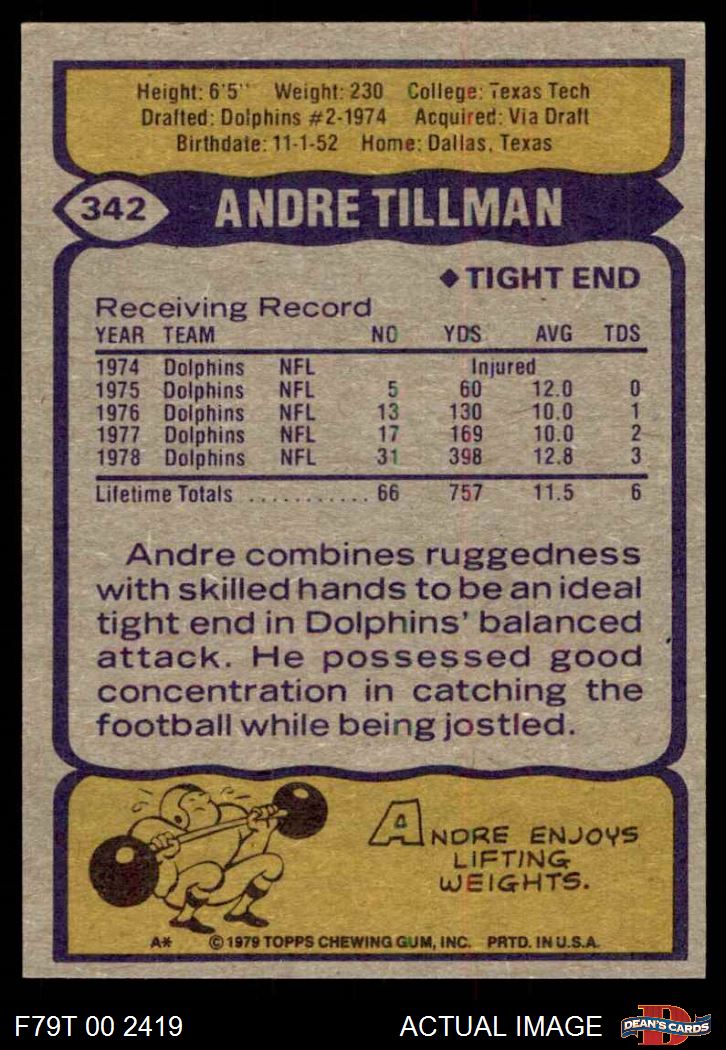 Height: 6'5" Weight: 230 College: Texas Tech
Drafted: Dolphins #2-1974 Acquired: Via Draft
Birthdate: 11-1-52 Home: Dallas, Texas
342 ANDRE TILLMAN
◆ TIGHT END
Receiving Record
YEAR TEAM NO YDS AVG TDS
1974 Dolphins NFL Injured
1975 Dolphins NFL 5 60 12.0 0
1976 Dolphins NFL 13 130 10.0 1
1977 Dolphins NFL 17 169 10.0 2
1978 Dolphins NFL 31 398 12.8 3
Lifetime Totals ........... 66 757 11.5 6
Andre combines ruggedness
with skilled hands to be an ideal
tight end in Dolphins' balanced
attack. He possessed good
concentration in catching the
football while being jostled.
ANDRE ENJOYS
LIFTING
WEIGHTS.
A* © 1979 TOPPS CHEWING GUM, INC. PRTD. IN U.S.A.
F79T 00 2419 ACTUAL IMAGE D DEAN'S CARDS